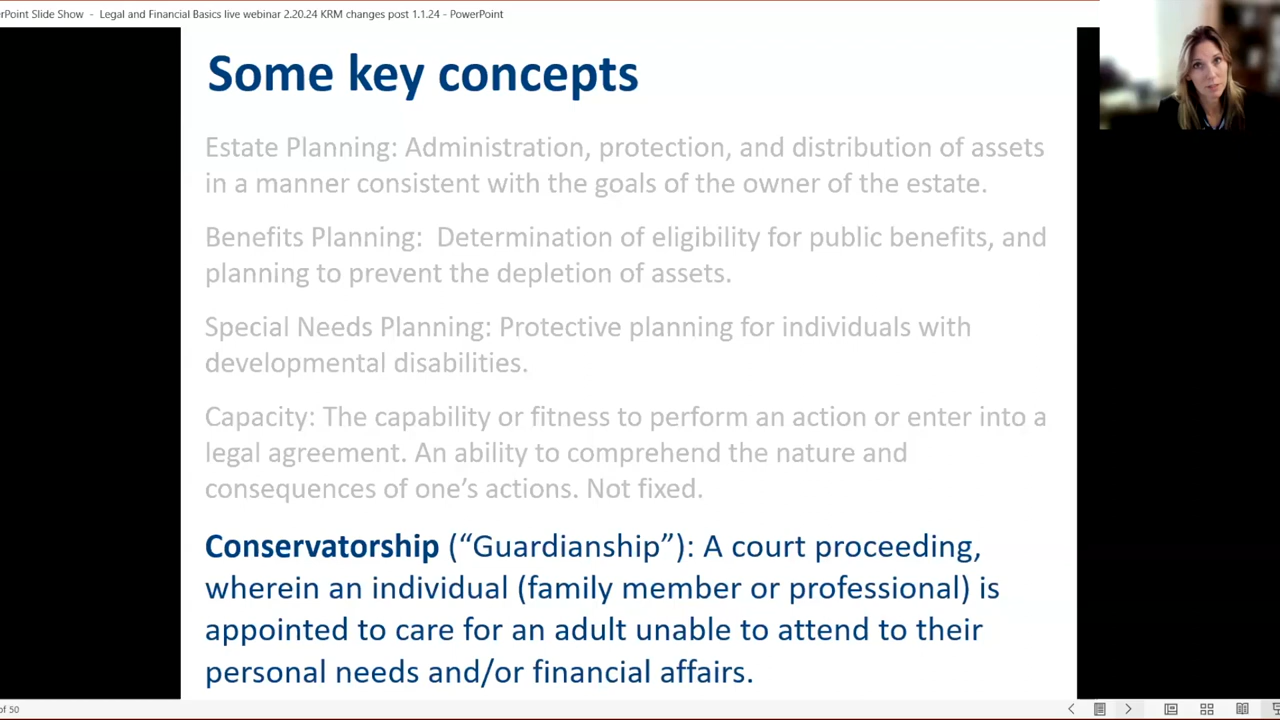 rPoint Slide Show - Legal and Financial Basics live webinar 2.20.24 KRM changes post 1.1.24 - PowerPoint
Some key concepts
Estate Planning: Administration, protection, and distribution of assets
in a manner consistent with the goals of the owner of the estate.
Benefits Planning:  Determination of eligibility for public benefits, and
planning to prevent the depletion of assets.
Special Needs Planning: Protective planning for individuals with
developmental disabilities.
Capacity: The capability or fitness to perform an action or enter into a
legal agreement. An ability to comprehend the nature and
consequences of one’s actions. Not fixed.
Conservatorship (“Guardianship”): A court proceeding,
wherein an individual (family member or professional) is
appointed to care for an adult unable to attend to their
personal needs and/or financial affairs.
of 50